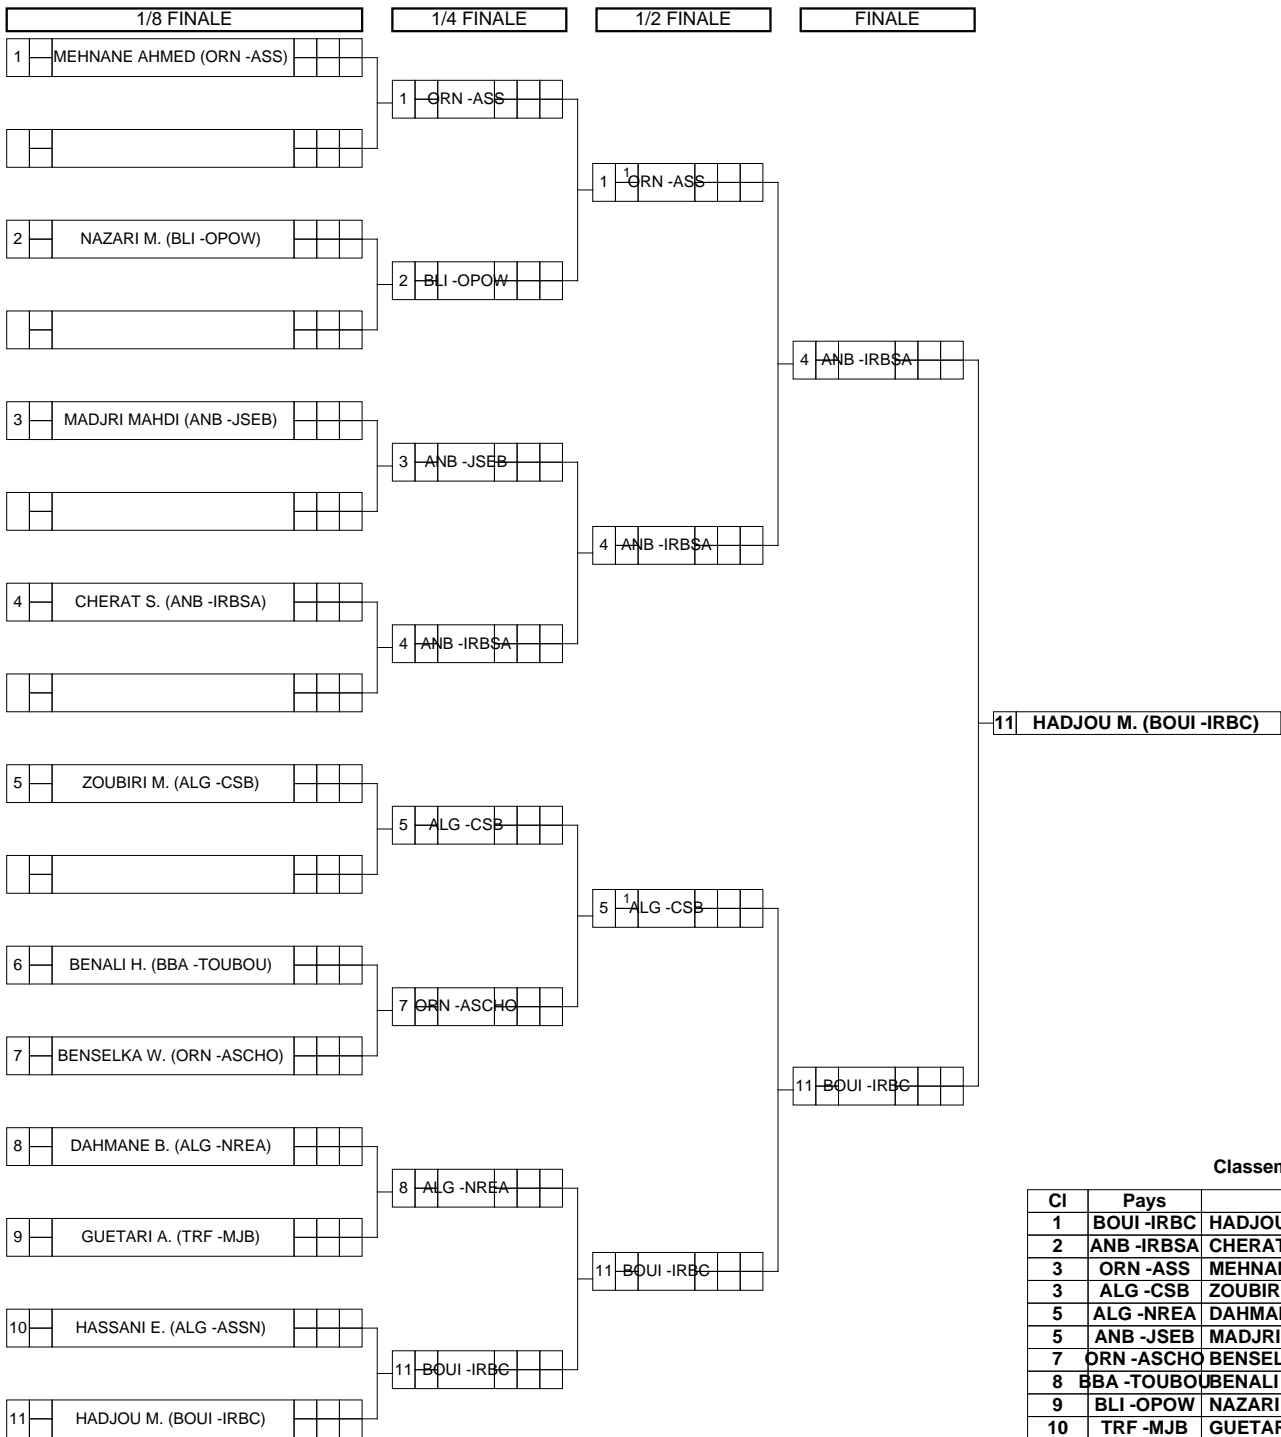 1/8 FINALE
1/4 FINALE
1/2 FINALE
FINALE
1 MEHNANE AHMED (ORN -ASS)
2 NAZARI M. (BLI -OPOW)
3 MADJRI MAHDI (ANB -JSEB)
4 CHERAT S. (ANB -IRBSA)
5 ZOUBIRI M. (ALG -CSB)
6 BENALI H. (BBA -TOUBOU)
7 BENSELKA W. (ORN -ASCHO)
8 DAHMANE B. (ALG -NREA)
9 GUETARI A. (TRF -MJB)
10 HASSANI E. (ALG -ASSN)
11 HADJOU M. (BOUI -IRBC)
1 ORN -ASS
2 BLI -OPOW
3 ANB -JSEB
4 ANB -IRBSA
5 ALG -CSB
7 ORN -ASCHO
8 ALG -NREA
11 BOUI -IRBC
1 1 ORN -ASS
4 ANB -IRBSA
5 1 ALG -CSB
11 BOUI -IRBC
4 ANB -IRBSA
11 BOUI -IRBC
11 HADJOU M. (BOUI -IRBC)
Classem
Cl Pays
1 BOUI -IRBC HADJOU
2 ANB -IRBSA CHERAT
3 ORN -ASS MEHNAN
3 ALG -CSB ZOUBIR
5 ALG -NREA DAHMAN
5 ANB -JSEB MADJRI
7 ORN -ASCHO BENSEL
8 BBA -TOUBOU BENALI
9 BLI -OPOW NAZARI
10 TRF -MJB GUETAR